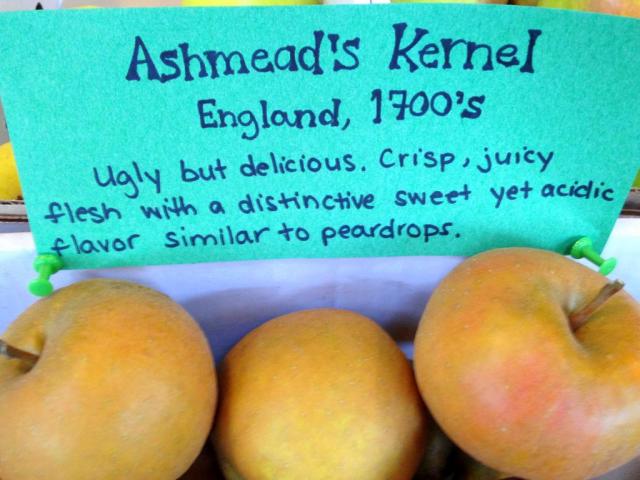 Ashmead's Kernel
England, 1700's
Ugly but delicious. Crisp, juicy
flesh with a distinctive sweet yet acidic
flavor similar to peardrops.